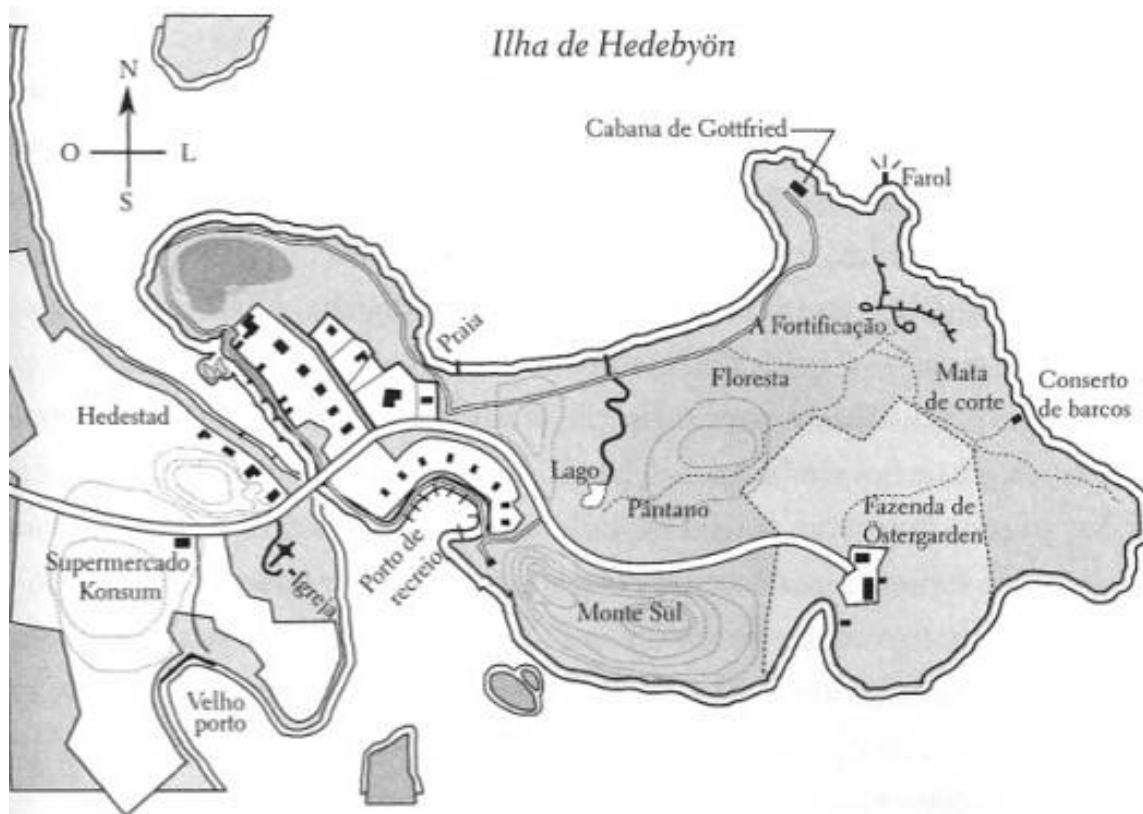 Ilha de Hedebyön
N
O
L
S
Cabana de Gottfried
Farol
A Fortificação
Praia
Floresta
Mata
de corte
Conserto
de barcos
Hedestad
Lago
Pântano
Fazenda de
Östergarden
Supermercado
Konsum
Igreja
Porto de
recreio
Monte Sul
Velho
porto